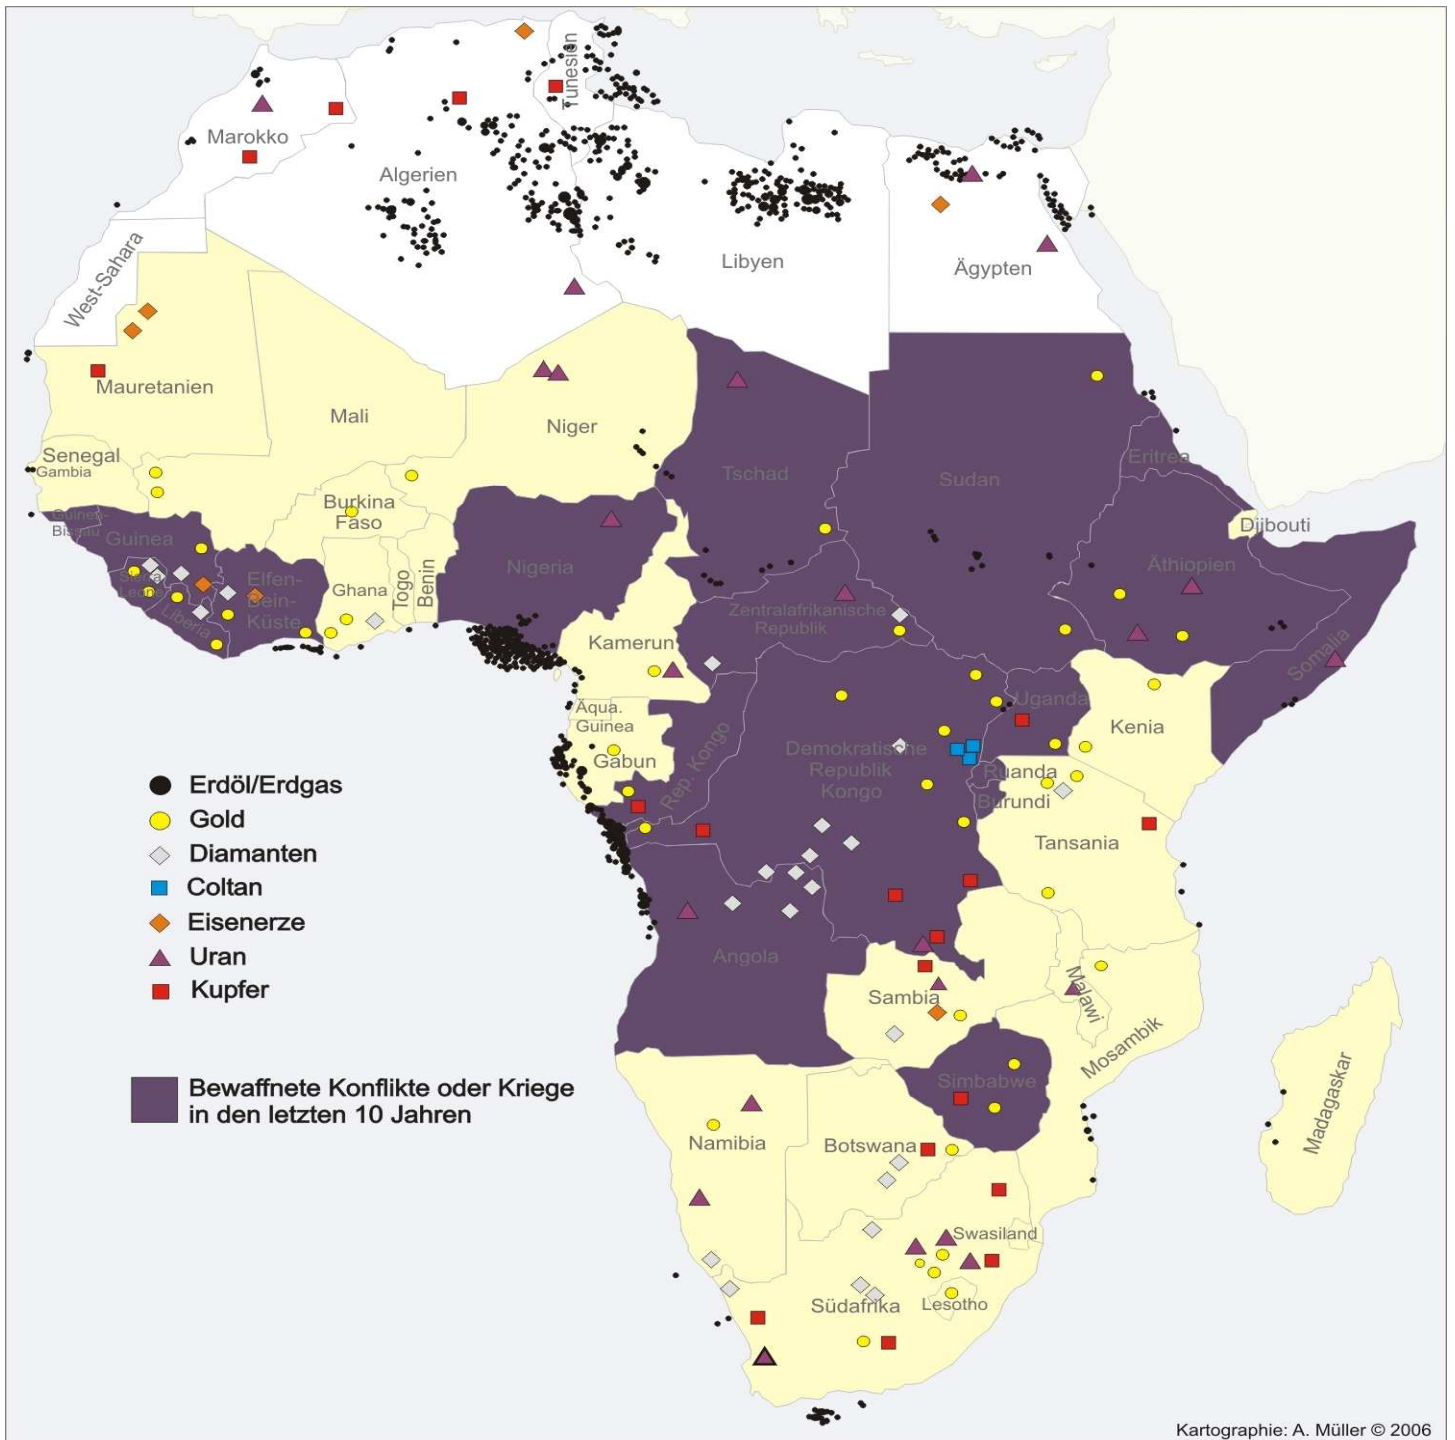 Tunesien
Marokko
Algerien
Libyen
Ägypten
West-Sahara
Mauretanien
Mali
Niger
Tschad
Sudan
Eritrea
Senegal
Gambia
Burkina
Faso
Djibouti
Guinea-
Bissau
Guinea
Nigeria
Äthiopien
Sierra
Leone
Elfen-
Bein-
Küste
Ghana
Togo
Benin
Liberia
Zentralafrikanische
Republik
Kamerun
Somalia
Uganda
Kenia
Äqua.
Guinea
Gabun
Rep. Kongo
Demokratische
Republik
Kongo
Ruanda
Burundi
Tansania
Erdöl/Erdgas
Gold
Diamanten
Coltan
Eisenerze
Uran
Kupfer
Angola
Sambia
Malawi
Mosambik
Madagaskar
Simbabwe
Bewaffnete Konflikte oder Kriege
in den letzten 10 Jahren
Namibia
Botswana
Swasiland
Südafrika
Lesotho
Kartographie: A. Müller © 2006